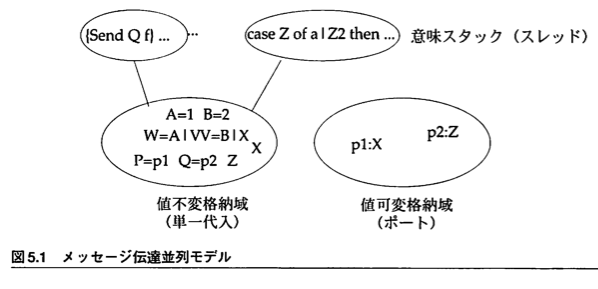 {Send Q f} ... ...
case Z of a | Z2 then ...
意味スタック（スレッド）
A=1 B=2
W=A | VV=B | X
X
P=p1 Q=p2 Z
p1:X
p2:Z
値不変格納域
（単一代入）
値可変格納域
（ポート）
図5.1 メッセージ伝達並列モデル